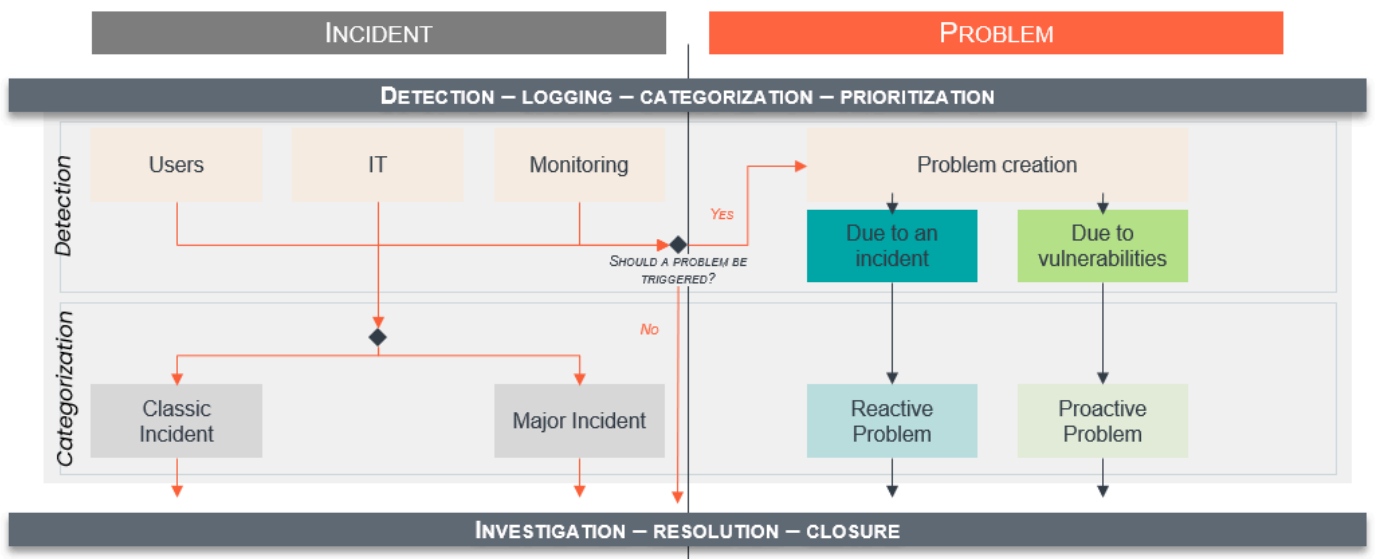 INCIDENT
PROBLEM
DETECTION – LOGGING – CATEGORIZATION – PRIORITIZATION
Detection
Users
IT
Monitoring
Problem creation
YES
SHOULD A PROBLEM BE
TRIGGERED?
Due to an
incident
Due to
vulnerabilities
Categorization
NO
Classic
Incident
Major Incident
Reactive
Problem
Proactive
Problem
INVESTIGATION – RESOLUTION – CLOSURE